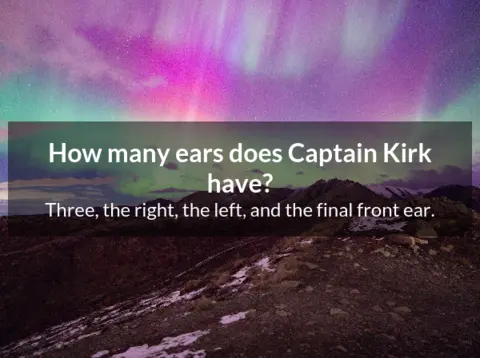 How many ears does Captain Kirk
have?
Three, the right, the left, and the final front ear.